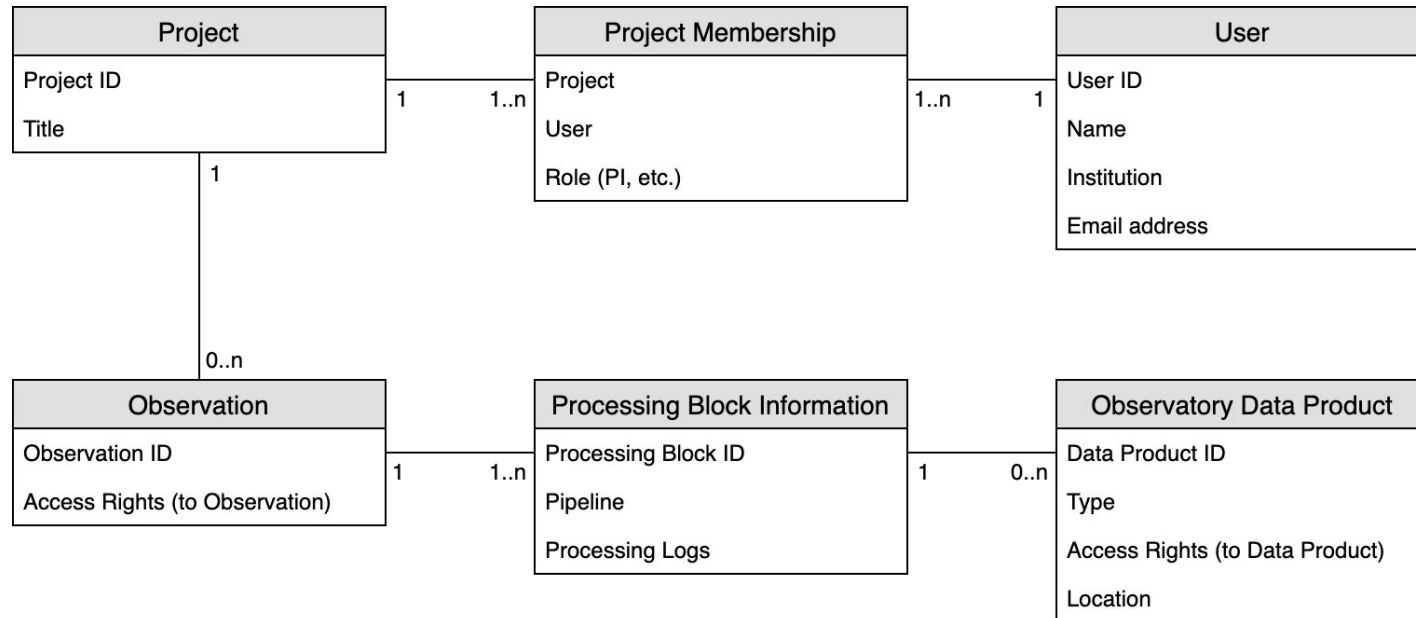 Project
Project ID
Title
Project Membership
Project
User
Role (PI, etc.)
User
User ID
Name
Institution
Email address
1
1..n
1..n
1
1
0..n
Observation
Observation ID
Access Rights (to Observation)
Processing Block Information
Processing Block ID
Pipeline
Processing Logs
Observatory Data Product
Data Product ID
Type
Access Rights (to Data Product)
Location
1
1..n
1
0..n